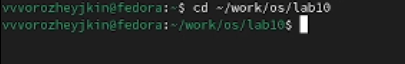 vvvorozheyjkin@fedora:~$ cd ~/work/os/lab10
vvvorozheyjkin@fedora:~/work/os/lab10$